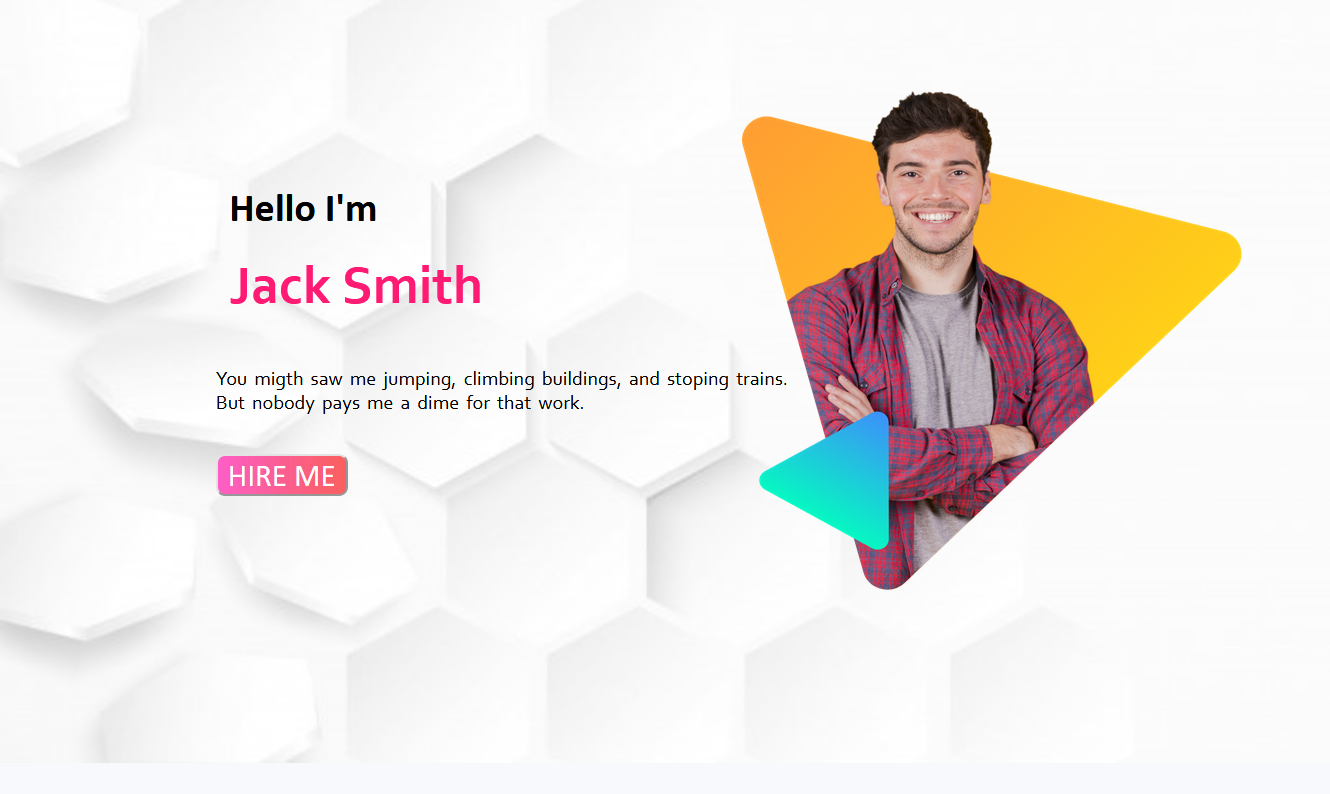 Hello I'm
Jack Smith
You migth saw me jumping, climbing buildings, and stoping trains.
But nobody pays me a dime for that work.
HIRE ME